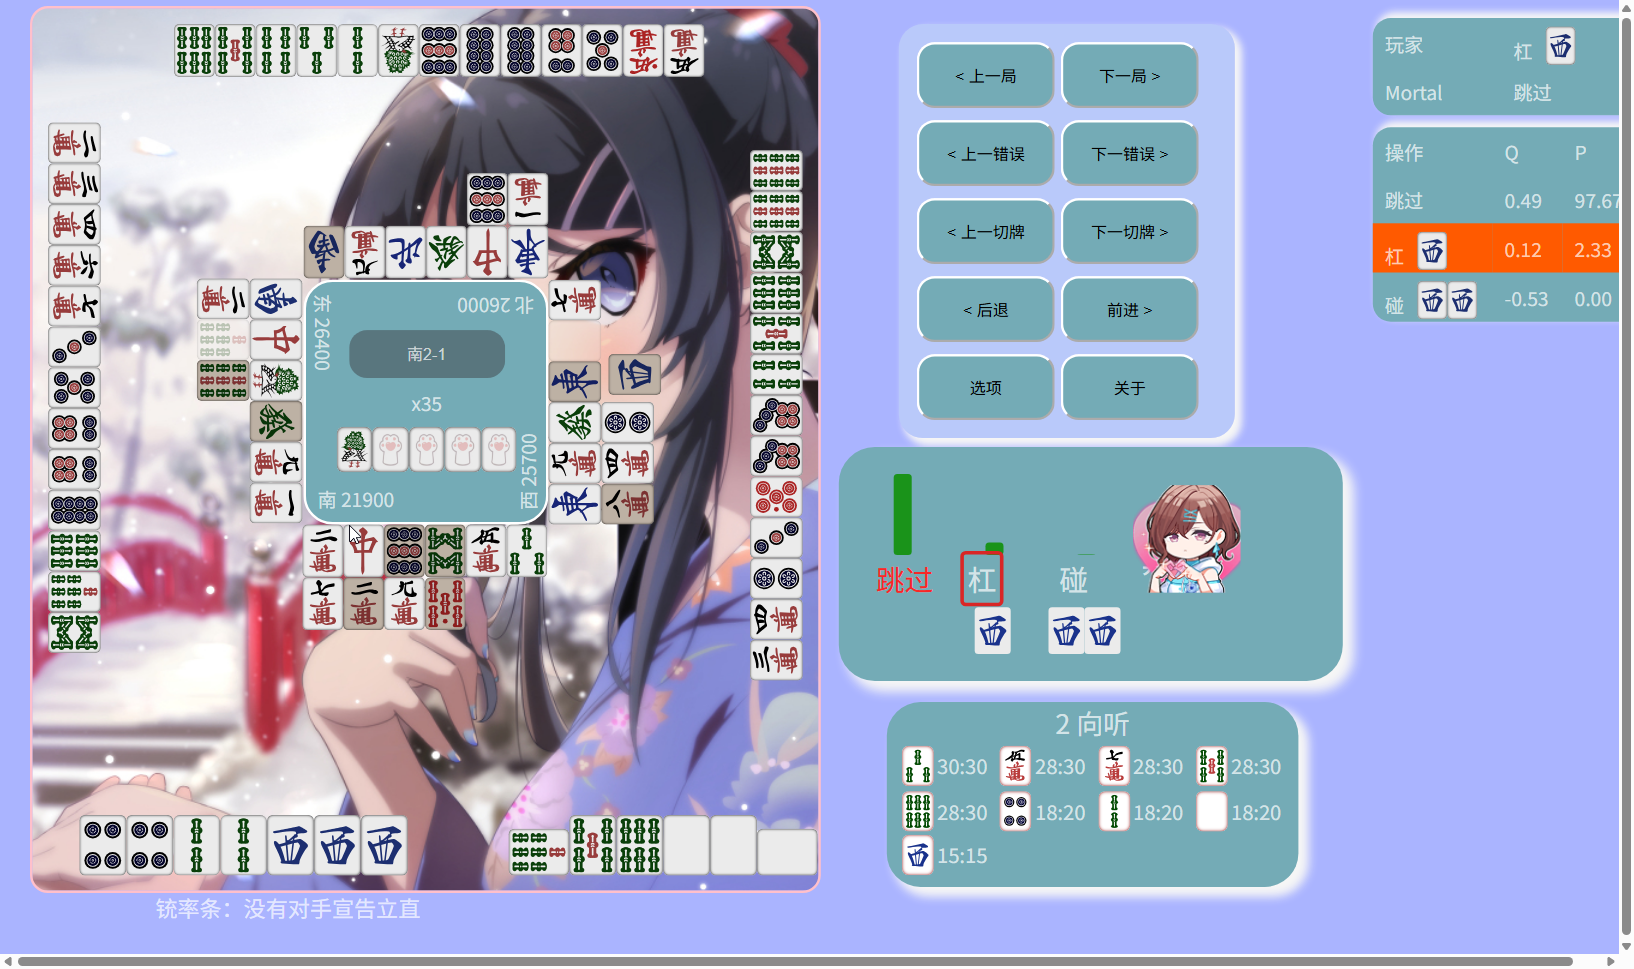 北 26000
东 26400
南2-1
x35
西 25700
南 21900
铳率条：没有对手宣告立直
< 上一局
下一局 >
< 上一错误
下一错误 >
< 上一切牌
下一切牌 >
< 后退
前进 >
选项
关于
玩家 杠
Mortal 跳过
操作 Q P
跳过 0.49 97.67
杠 0.12 2.33
碰 -0.53 0.00
跳过 杠 碰
2 向听
30:30 28:30 28:30 28:30
28:30 18:20 18:20 18:20
15:15